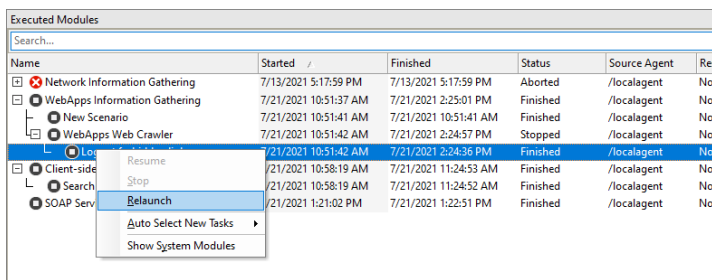 Executed Modules
Search...
Name Started Finished Status Source Agent Re
Network Information Gathering 7/13/2021 5:17:59 PM 7/13/2021 5:17:59 PM Aborted /localagent No
WebApps Information Gathering 7/21/2021 10:51:37 AM 7/21/2021 2:25:01 PM Finished /localagent No
New Scenario 7/21/2021 10:51:41 AM 7/21/2021 10:51:41 AM Finished /localagent No
WebApps Web Crawler 7/21/2021 10:51:42 AM 7/21/2021 2:24:57 PM Stopped /localagent No
7/21/2021 10:51:42 AM 7/21/2021 2:24:36 PM Finished /localagent No
Client-side /21/2021 10:58:19 AM 7/21/2021 11:24:53 AM Finished /localagent No
Search /21/2021 10:58:19 AM 7/21/2021 11:24:52 AM Finished /localagent No
SOAP Serv /21/2021 1:21:02 PM 7/21/2021 1:22:51 PM Finished /localagent No
Resume
Stop
Relaunch
Auto Select New Tasks
Show System Modules